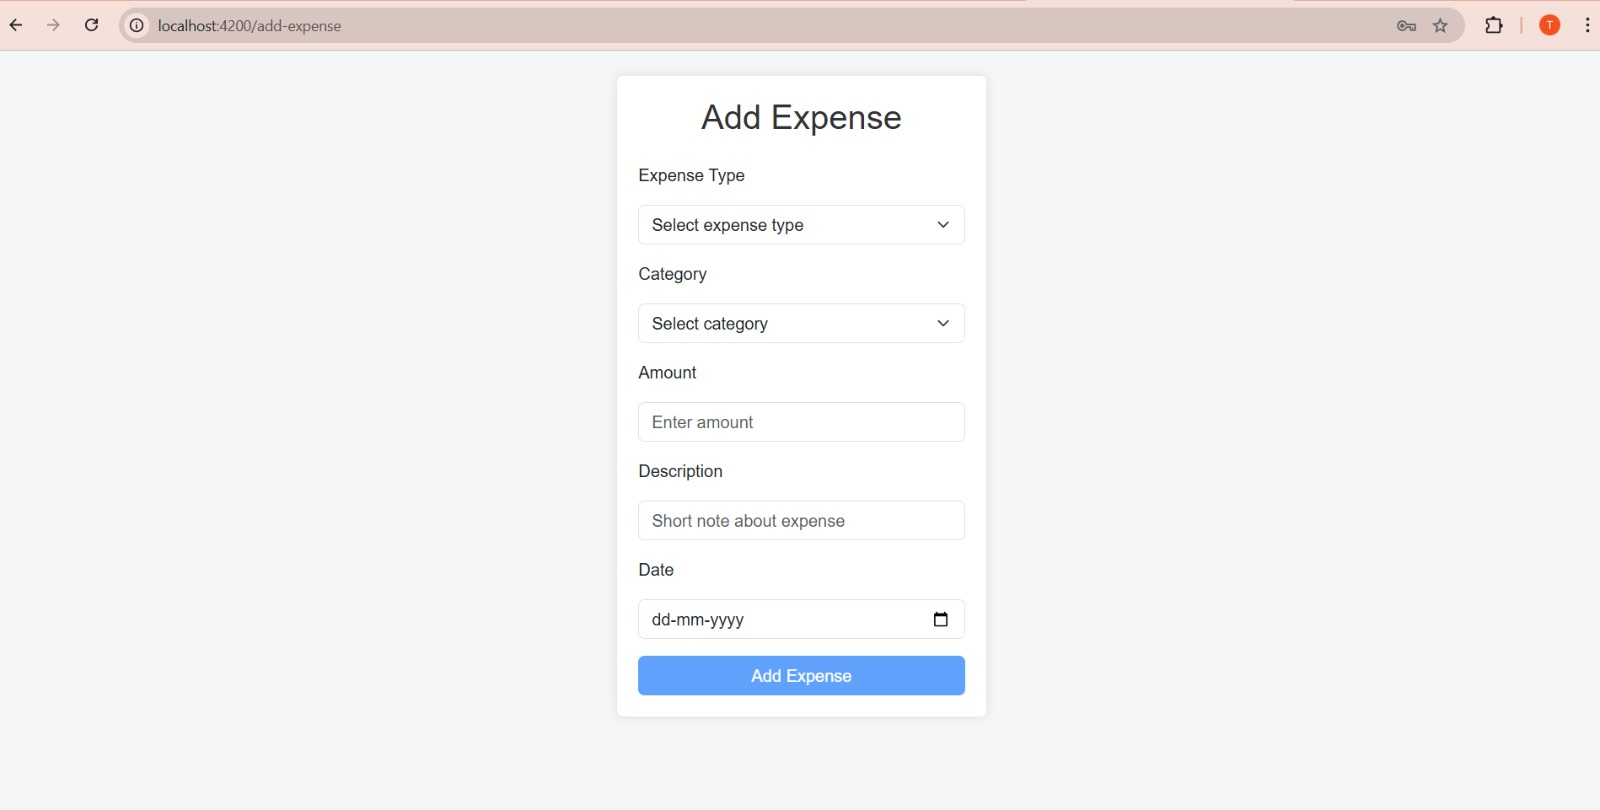 localhost:4200/add-expense
T
Add Expense
Expense Type
Select expense type
Category
Select category
Amount
Enter amount
Description
Short note about expense
Date
dd-mm-yyyy
Add Expense